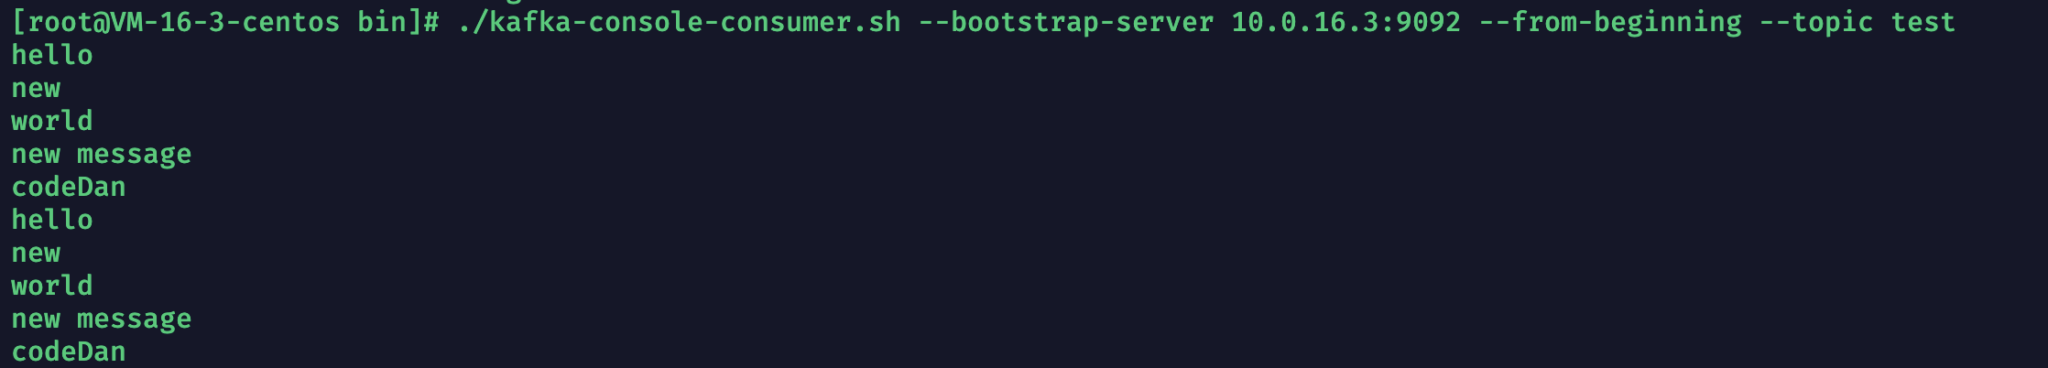 [root@VM-16-3-centos bin]# ./kafka-console-consumer.sh --bootstrap-server 10.0.16.3:9092 --from-beginning --topic test
hello
new
world
new message
codeDan
hello
new
world
new message
codeDan